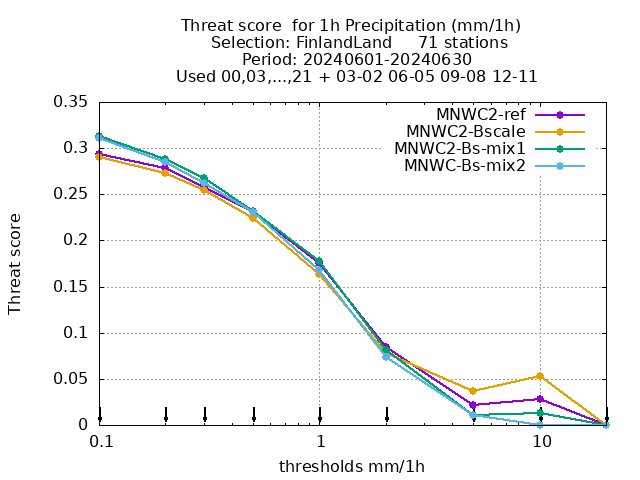 Threat score  for 1h Precipitation (mm/1h)
Selection: FinlandLand     71 stations
Period: 20240601-20240630
Used 00,03,...,21 + 03-02 06-05 09-08 12-11
MNWC2-ref
MNWC2-Bscale
MNWC2-Bs-mix1
MNWC-Bs-mix2
Threat score
0.35
0.3
0.25
0.2
0.15
0.1
0.05
0
0.1
1
10
thresholds mm/1h